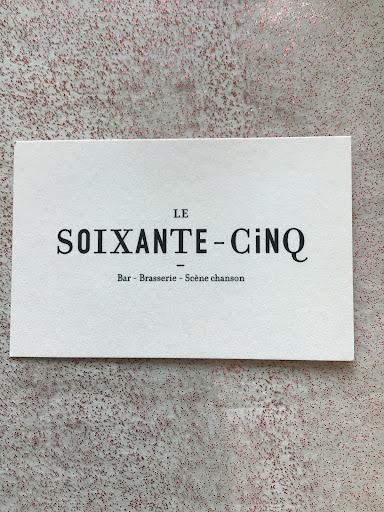 LE
SOIXANTE-CiNQ
–
Bar - Brasserie - Scène chanson